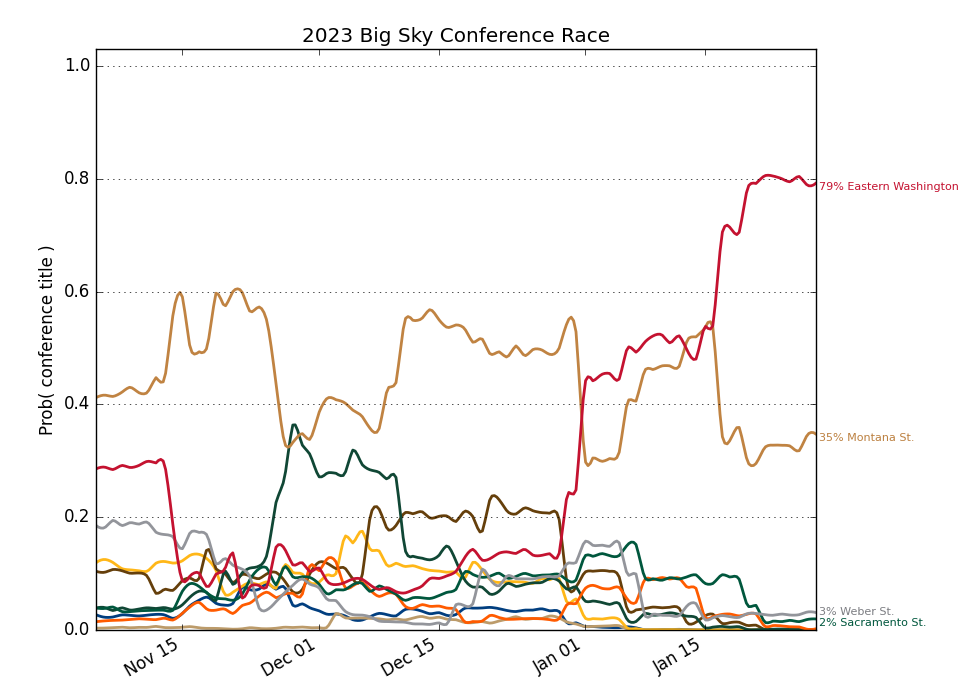 2023 Big Sky Conference Race
Prob( conference title )
1.0
0.8
0.6
0.4
0.2
0.0
79% Eastern Washington
35% Montana St.
3% Weber St.
2% Sacramento St.
Nov 15
Dec 01
Dec 15
Jan 01
Jan 15